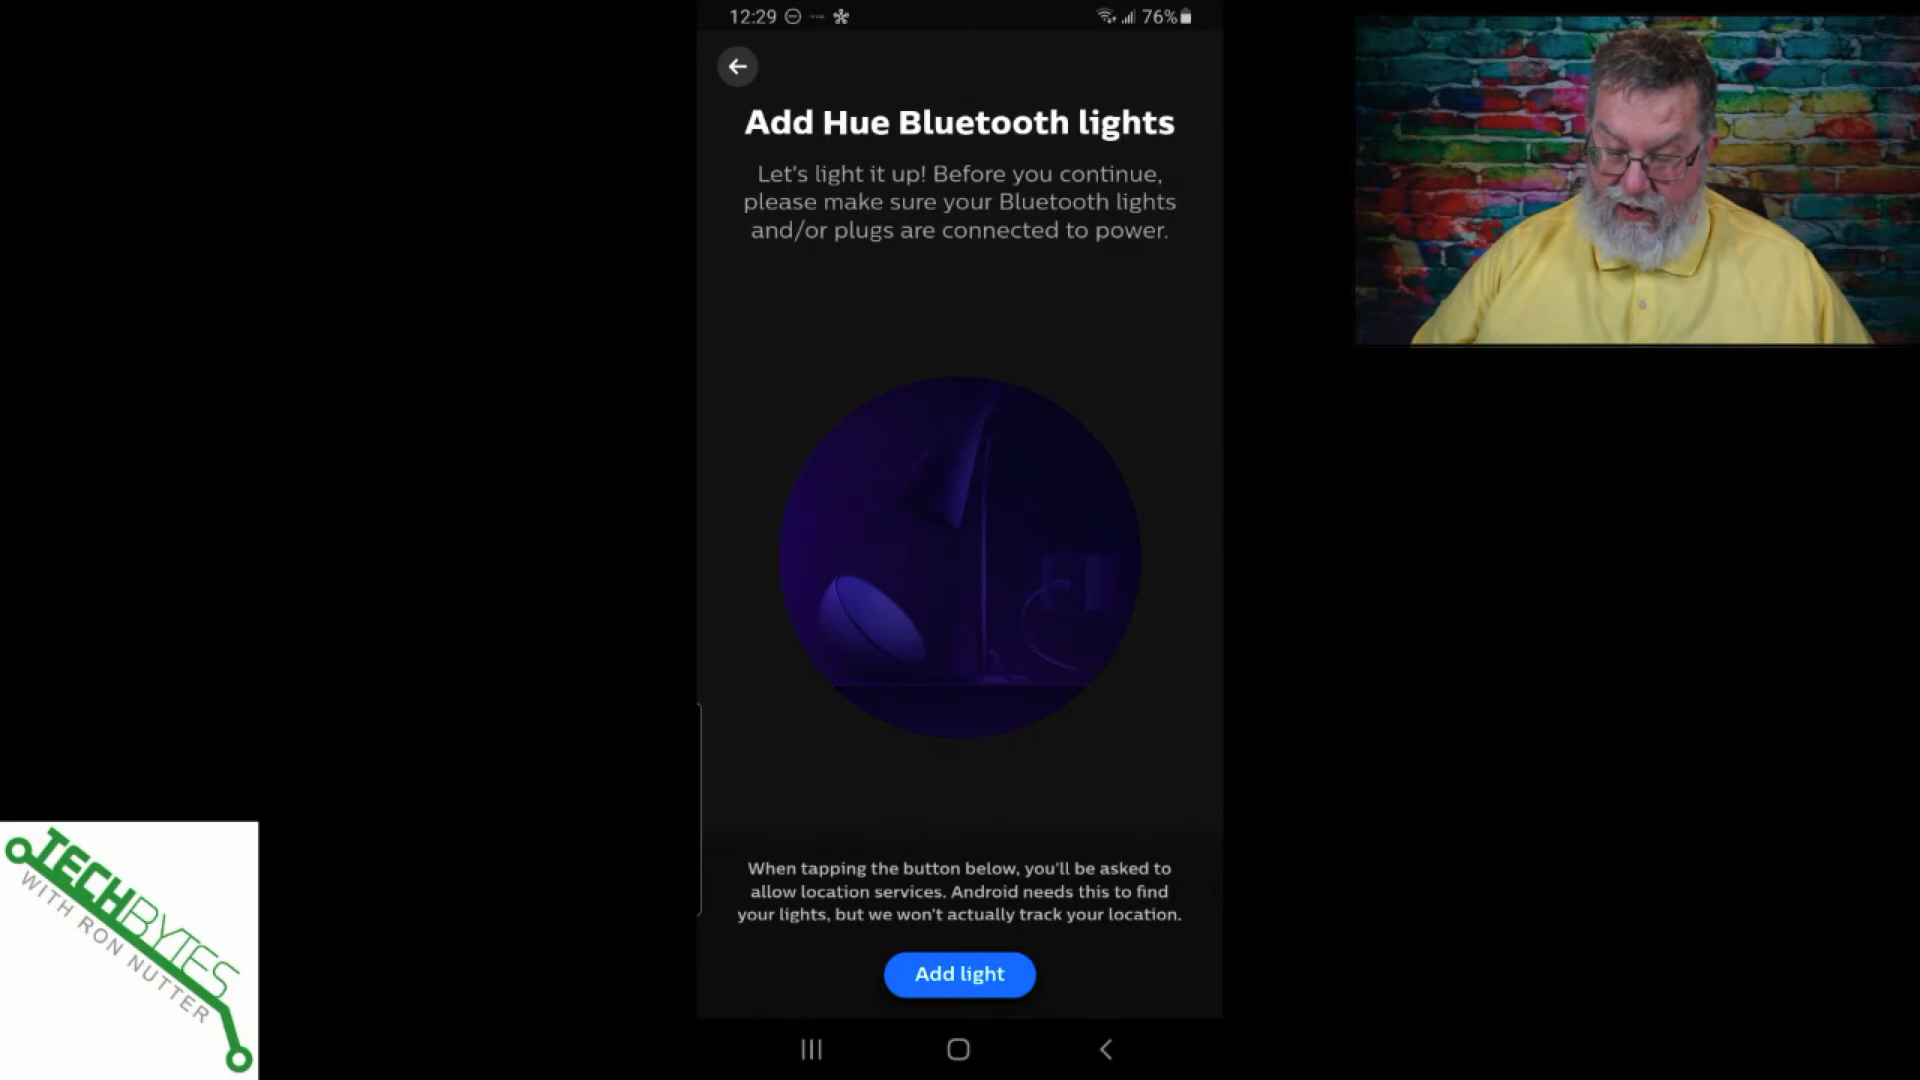 12:29
76%
Add Hue Bluetooth lights
Let's light it up! Before you continue,
please make sure your Bluetooth lights
and/or plugs are connected to power.
When tapping the button below, you'll be asked to
allow location services. Android needs this to find
your lights, but we won't actually track your location.
Add light
TECHBYTES
WITH RON NUTTER